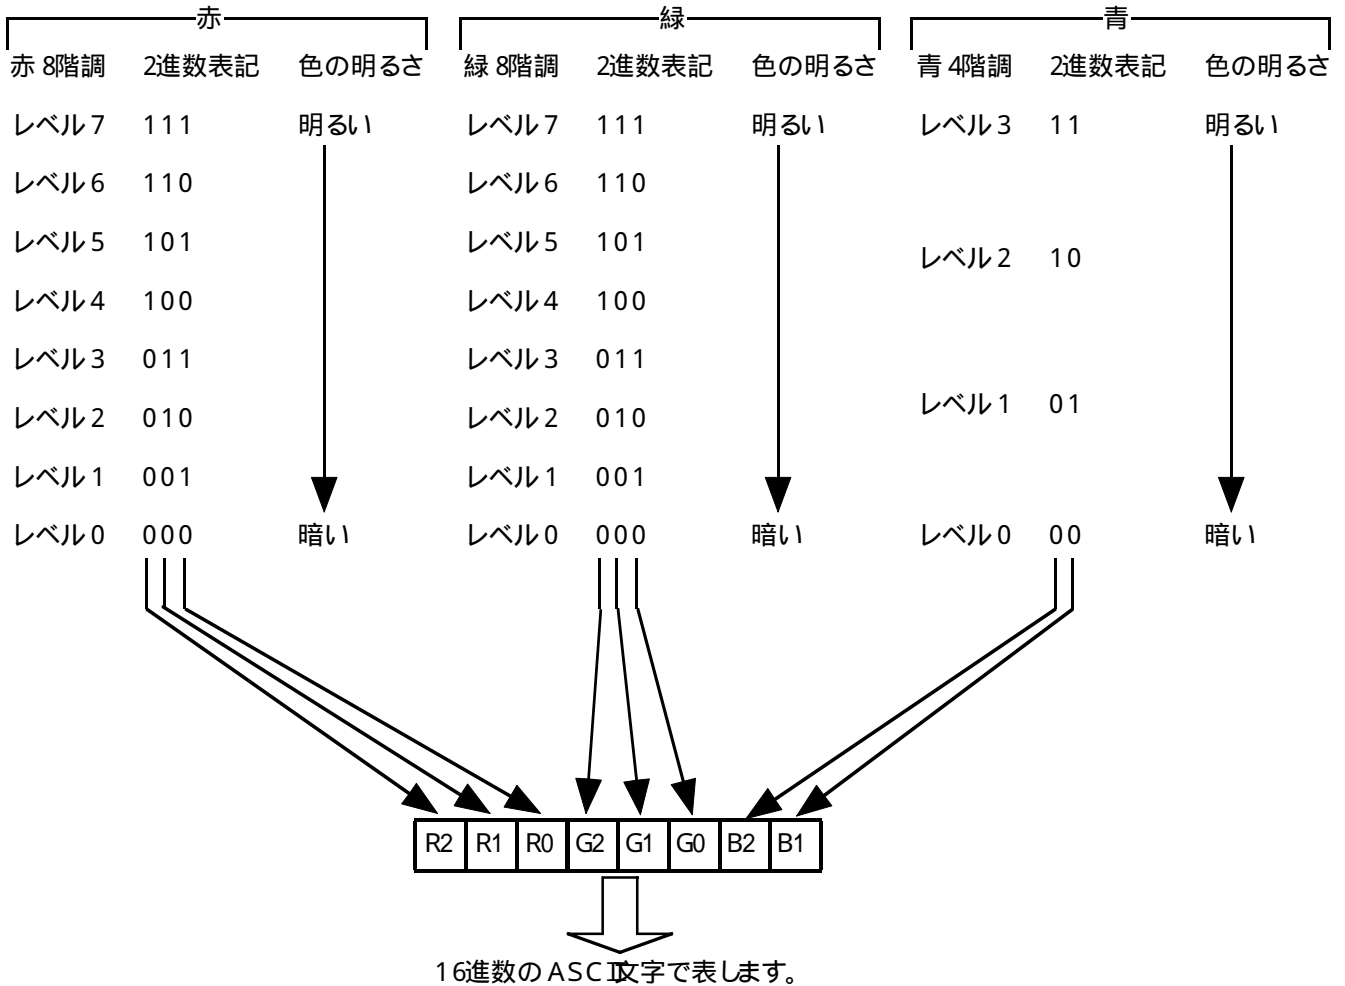 赤 緑 青
赤 8階調 2進数表記 色の明るさ 緑 8階調 2進数表記 色の明るさ 青 4階調 2進数表記 色の明るさ
レベル7 111 明るい レベル7 111 明るい レベル3 11 明るい
レベル6 110 レベル6 110
レベル5 101 レベル5 101
レベル2 10
レベル4 100 レベル4 100
レベル3 011 レベル3 011
レベル1 01
レベル2 010 レベル2 010
レベル1 001 レベル1 001
レベル0 000 暗い レベル0 000 暗い レベル0 00 暗い
R2 R1 R0 G2 G1 G0 B2 B1
16進数のASCII文字で表します。